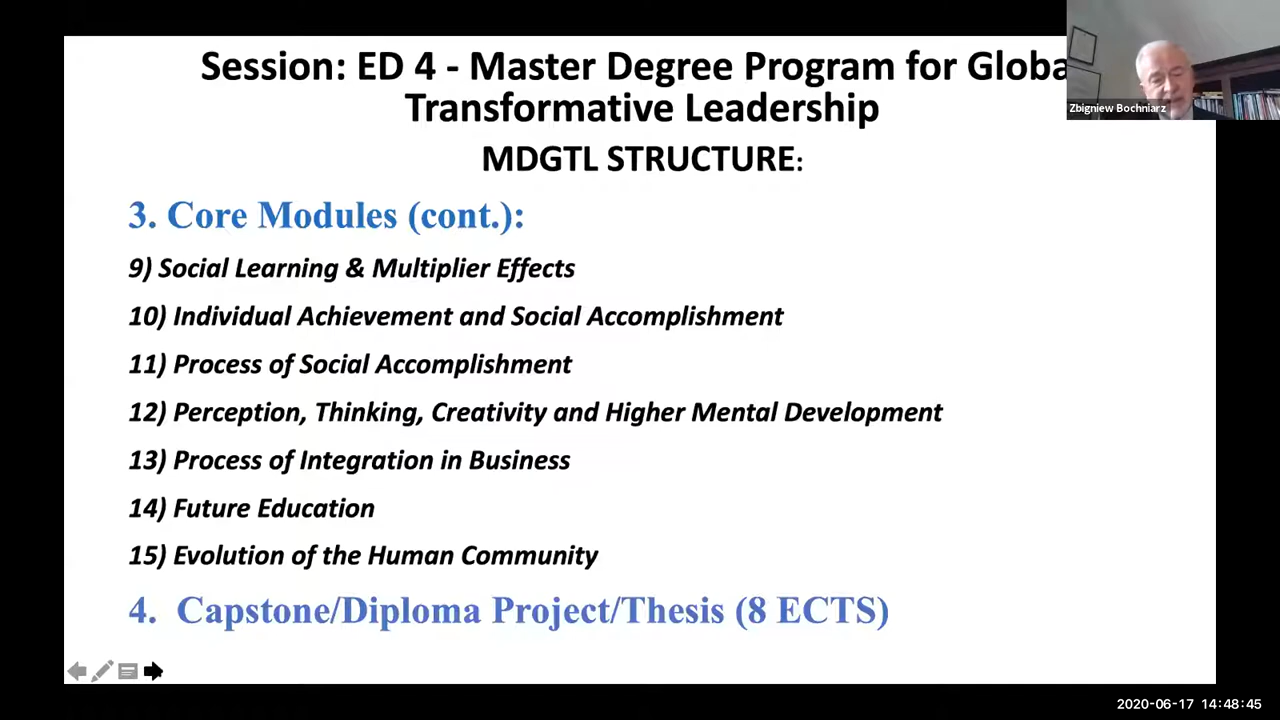 Session: ED 4 - Master Degree Program for Globa
Transformative Leadership
MDGTL STRUCTURE:
Zbigniew Bochniarz
3. Core Modules (cont.):
9) Social Learning & Multiplier Effects
10) Individual Achievement and Social Accomplishment
11) Process of Social Accomplishment
12) Perception, Thinking, Creativity and Higher Mental Development
13) Process of Integration in Business
14) Future Education
15) Evolution of the Human Community
4. Capstone/Diploma Project/Thesis (8 ECTS)
2020-06-17 14:48:45